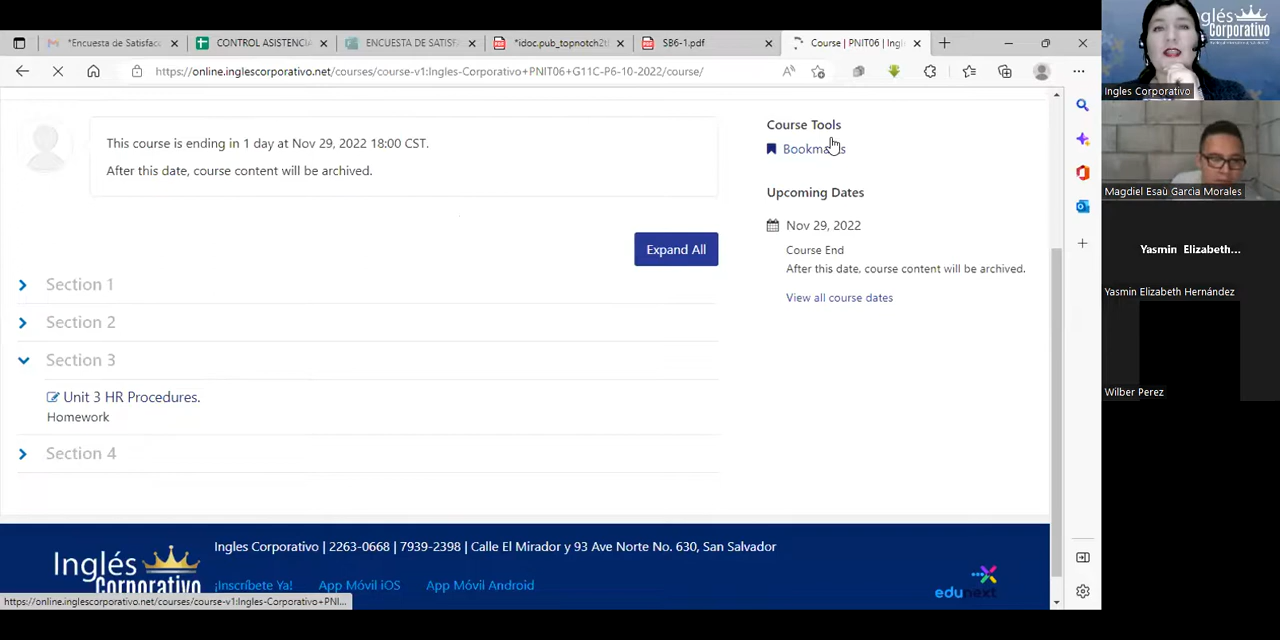 *Encuesta de Satisfac
CONTROL ASISTENCIA
ENCUESTA DE SATISFA
*idoc.pub_topnotch2t
SB6-1.pdf
Course | PNIT06 | Ingl
https://online.inglescorporativo.net/courses/course-v1:Ingles-Corporativo+PNIT06+G11C-P6-10-2022/course/
This course is ending in 1 day at Nov 29, 2022 18:00 CST.
After this date, course content will be archived.
Expand All
Section 1
Section 2
Section 3
Unit 3 HR Procedures.
Homework
Section 4
Course Tools
Bookmarks
Upcoming Dates
Nov 29, 2022
Course End
After this date, course content will be archived.
View all course dates
Inglés
Corporativo
Ingles Corporativo | 2263-0668 | 7939-2398 | Calle El Mirador y 93 Ave Norte No. 630, San Salvador
¡Inscríbete Ya!
App Móvil iOS
App Móvil Android
edunext
https://online.inglescorporativo.net/courses/course-v1:Ingles-Corporativo+PNI...
Ingles Corporativo
Magdiel Esaù Garcìa Morales
Yasmin Elizabeth...
Yasmin Elizabeth Hernández
Wilber Perez